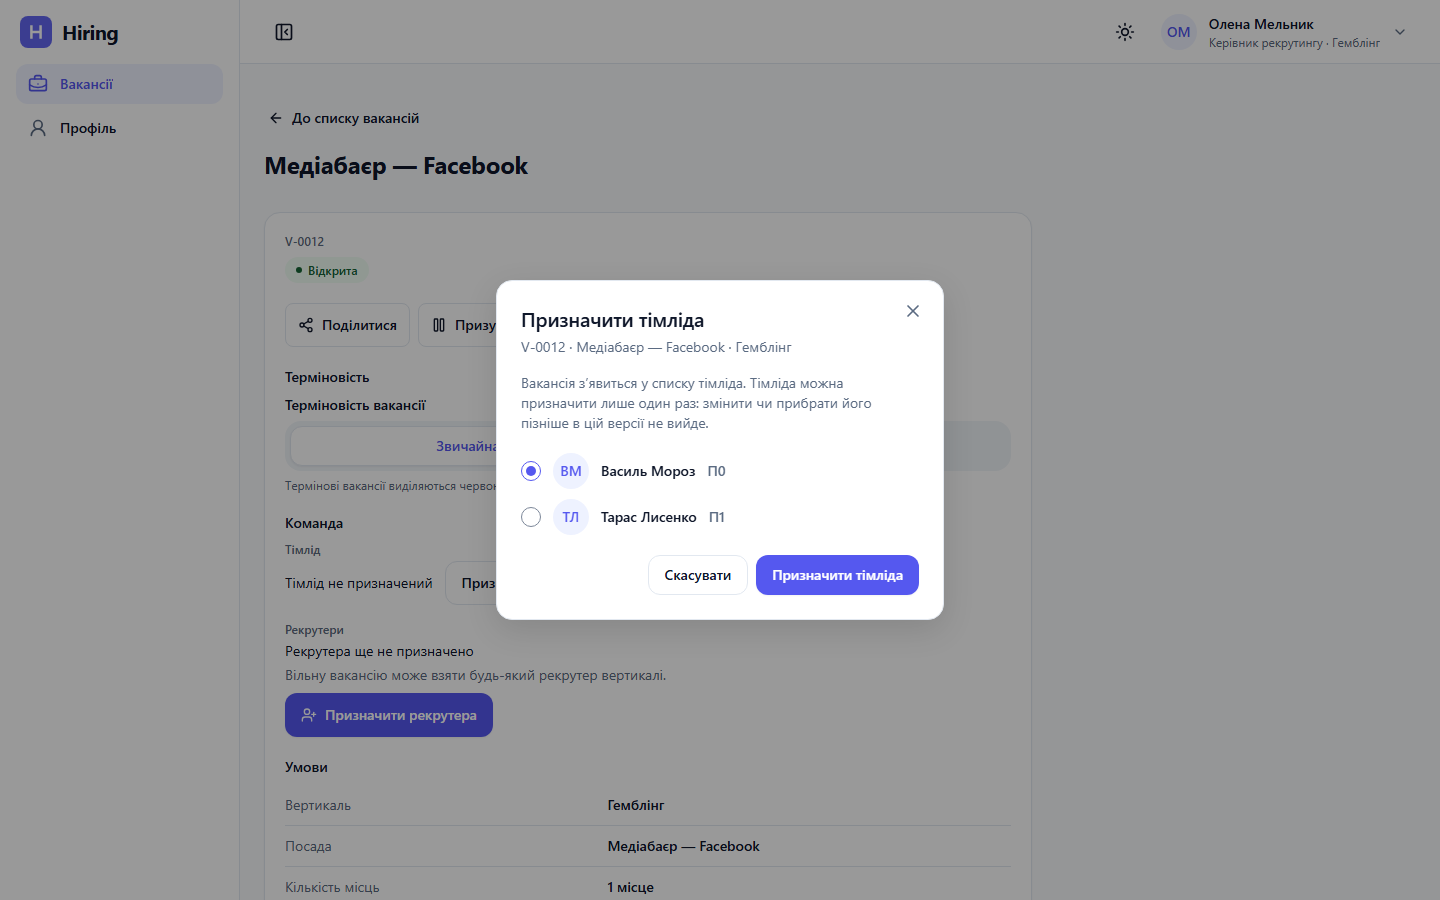 H Hiring
Вакансії
Профіль
ОМ
Олена Мельник
Керівник рекрутингу · Гемблінг
До списку вакансій
Медіабаєр — Facebook
V-0012
Відкрита
Поділитися
Призу
Терміновість
Терміновість вакансії
Звичайна
Термінові вакансії виділяються червон
Команда
Тімлід
Тімлід не призначений
Приз
Рекрутери
Рекрутера ще не призначено
Вільну вакансію може взяти будь-який рекрутер вертикалі.
Призначити рекрутера
Умови
Вертикаль Гемблінг
Посада Медіабаєр — Facebook
Кількість місць 1 місце
Призначити тімліда
V-0012 · Медіабаєр — Facebook · Гемблінг
Вакансія з’явиться у списку тімліда. Тімліда можна
призначити лише один раз: змінити чи прибрати його
пізніше в цій версії не вийде.
ВМ Василь Мороз П0
ТЛ Тарас Лисенко П1
Скасувати
Призначити тімліда